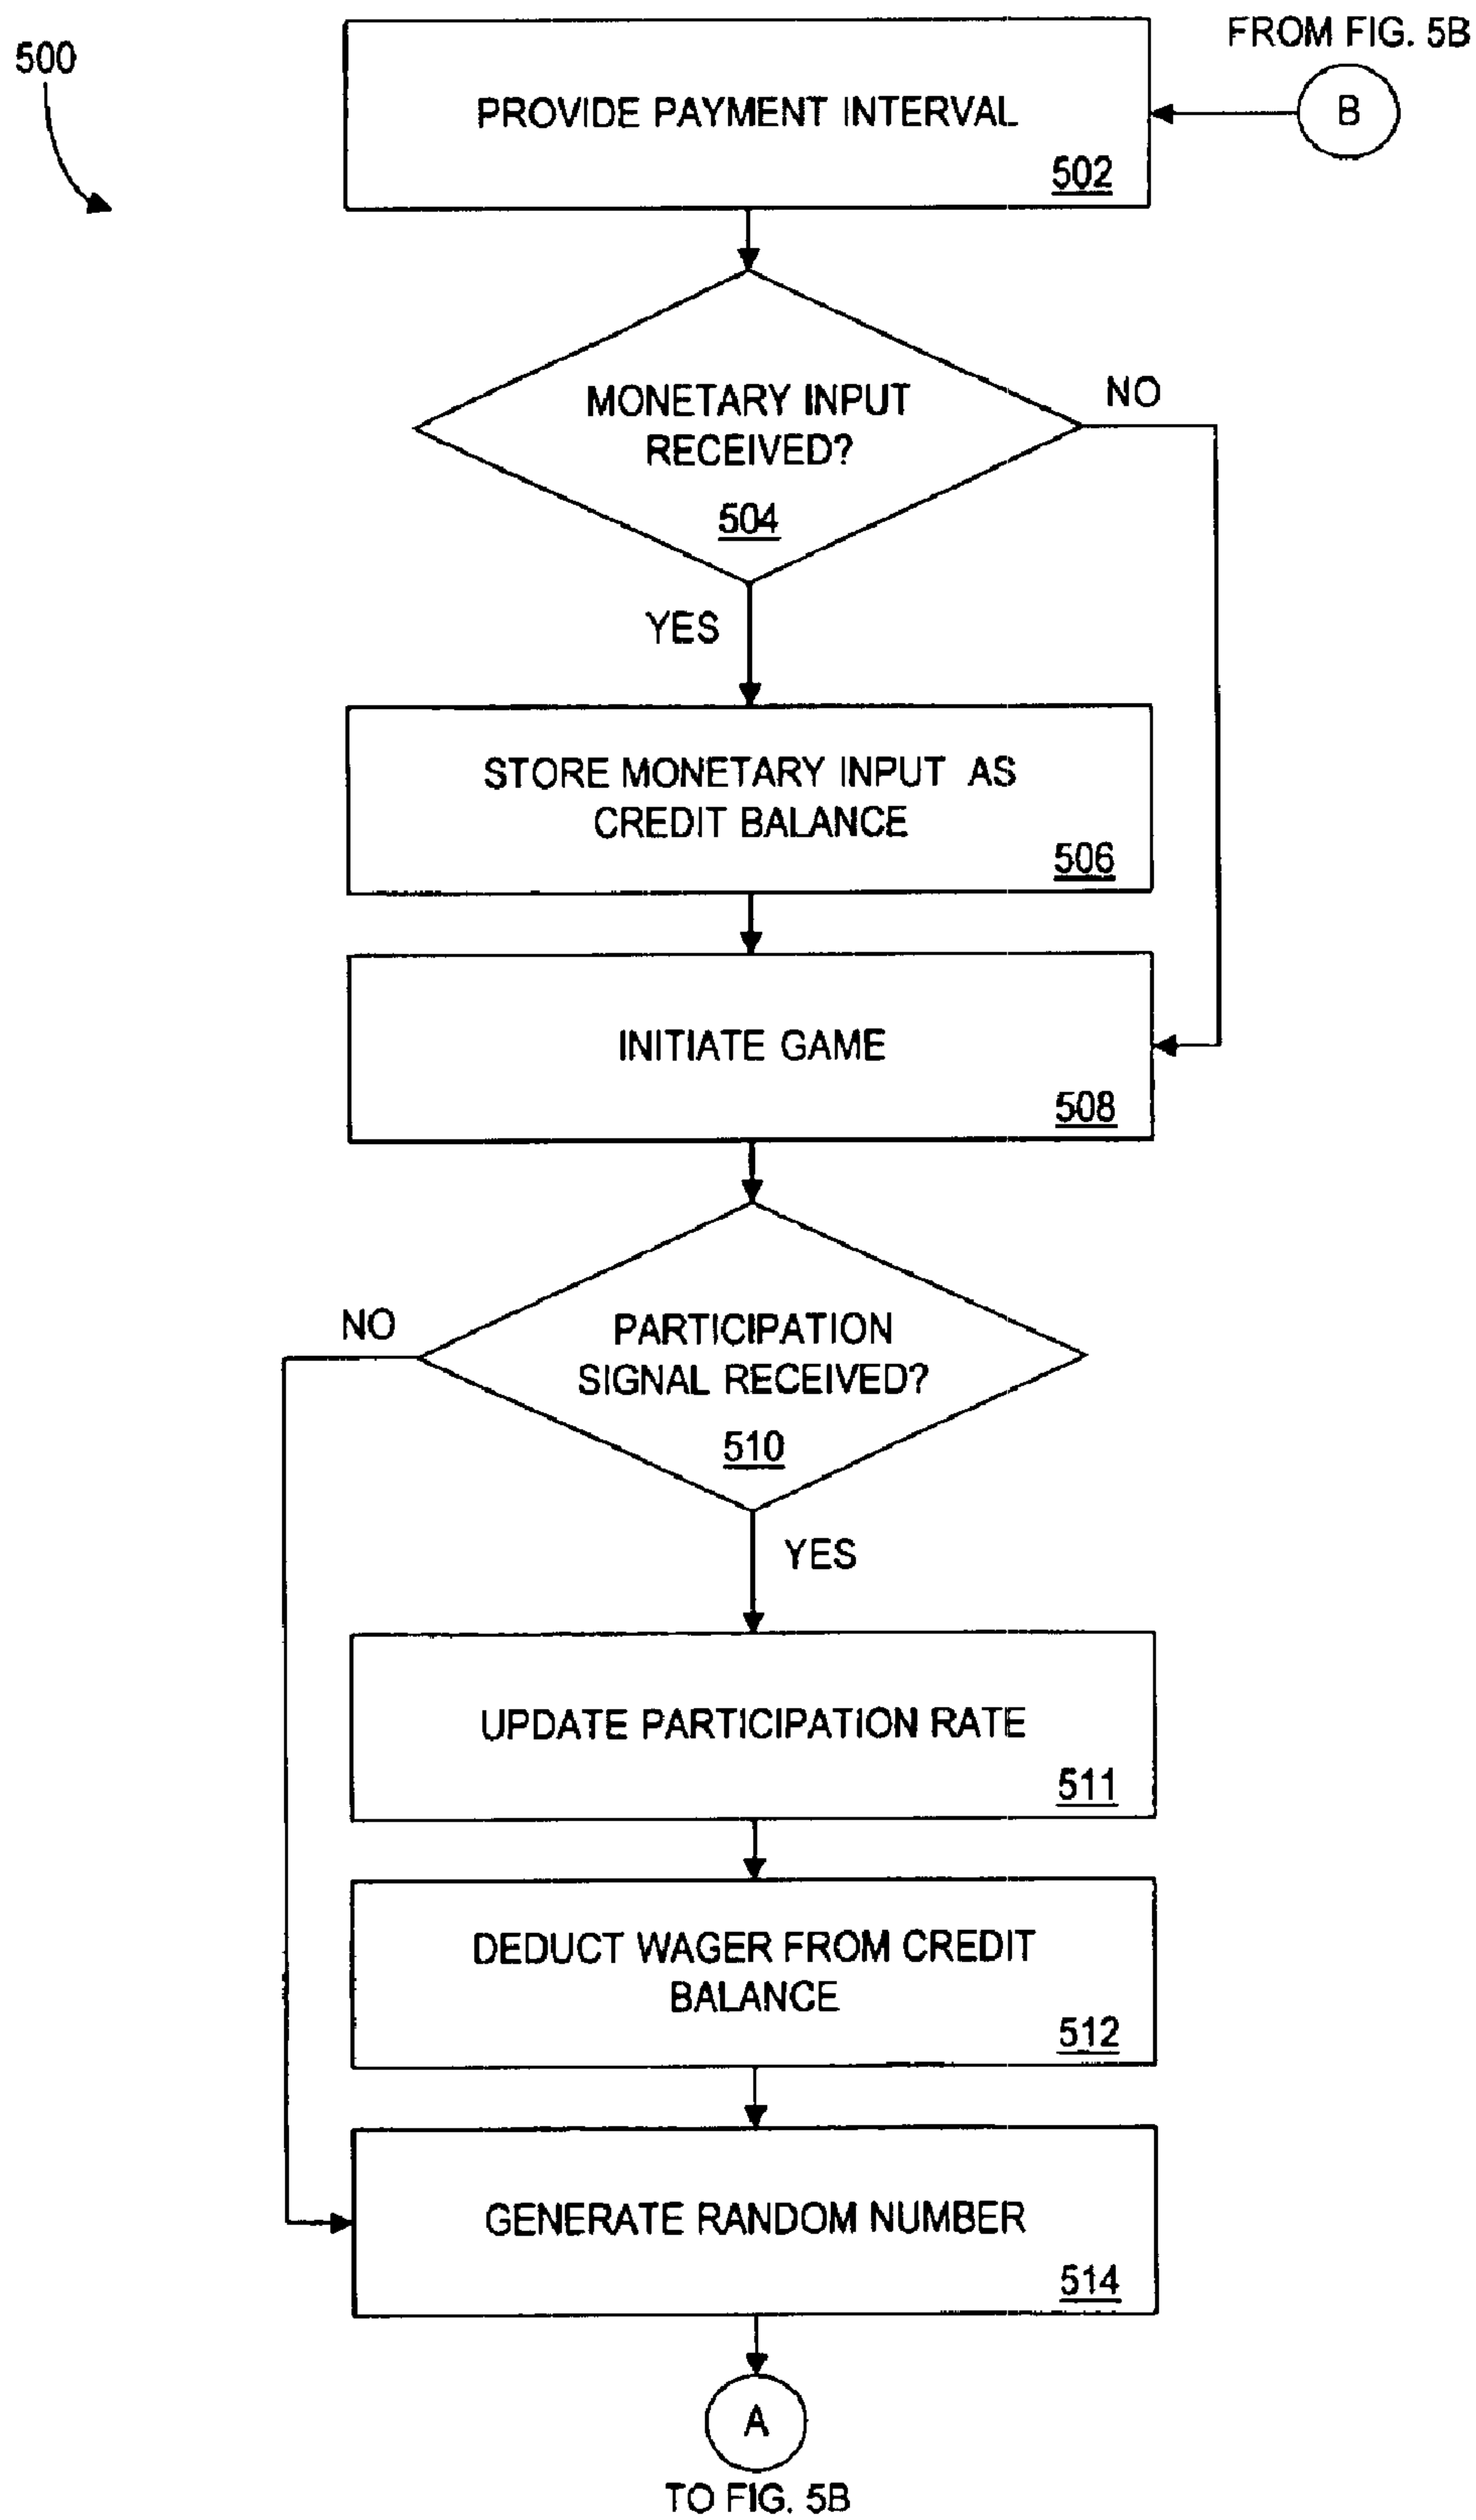 500
FROM FIG. 5B
B
PROVIDE PAYMENT INTERVAL
502
MONETARY INPUT
RECEIVED?
504
NO
YES
STORE MONETARY INPUT AS
CREDIT BALANCE
506
INITIATE GAME
508
NO
PARTICIPATION
SIGNAL RECEIVED?
510
YES
UPDATE PARTICIPATION RATE
511
DEDUCT WAGER FROM CREDIT
BALANCE
512
GENERATE RANDOM NUMBER
514
A
TO FIG. 5B